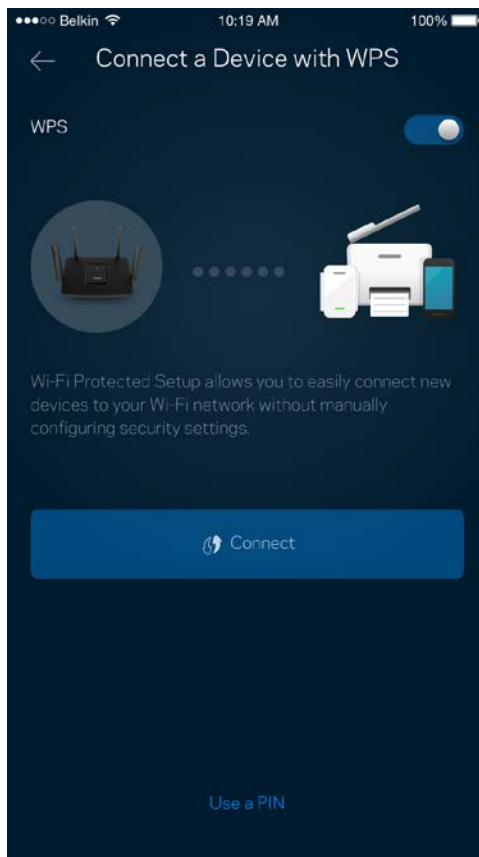 ●●●○○ Belkin 10:19 AM 100%
Connect a Device with WPS
WPS
Wi-Fi Protected Setup allows you to easily connect new
devices to your Wi-Fi network without manually
configuring security settings.
Connect
Use a PIN